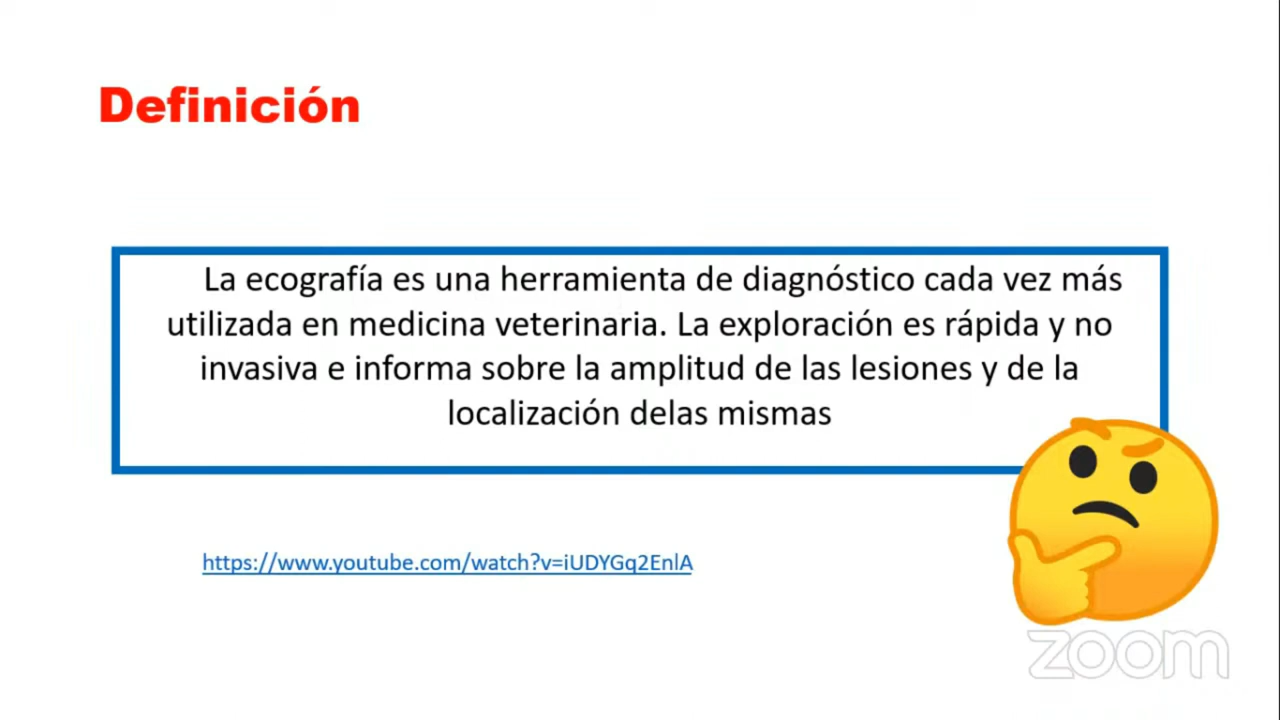 Definición
La ecografía es una herramienta de diagnóstico cada vez más
utilizada en medicina veterinaria. La exploración es rápida y no
invasiva e informa sobre la amplitud de las lesiones y de la
localización delas mismas
https://www.youtube.com/watch?v=iUDYGq2EnlA
zoom